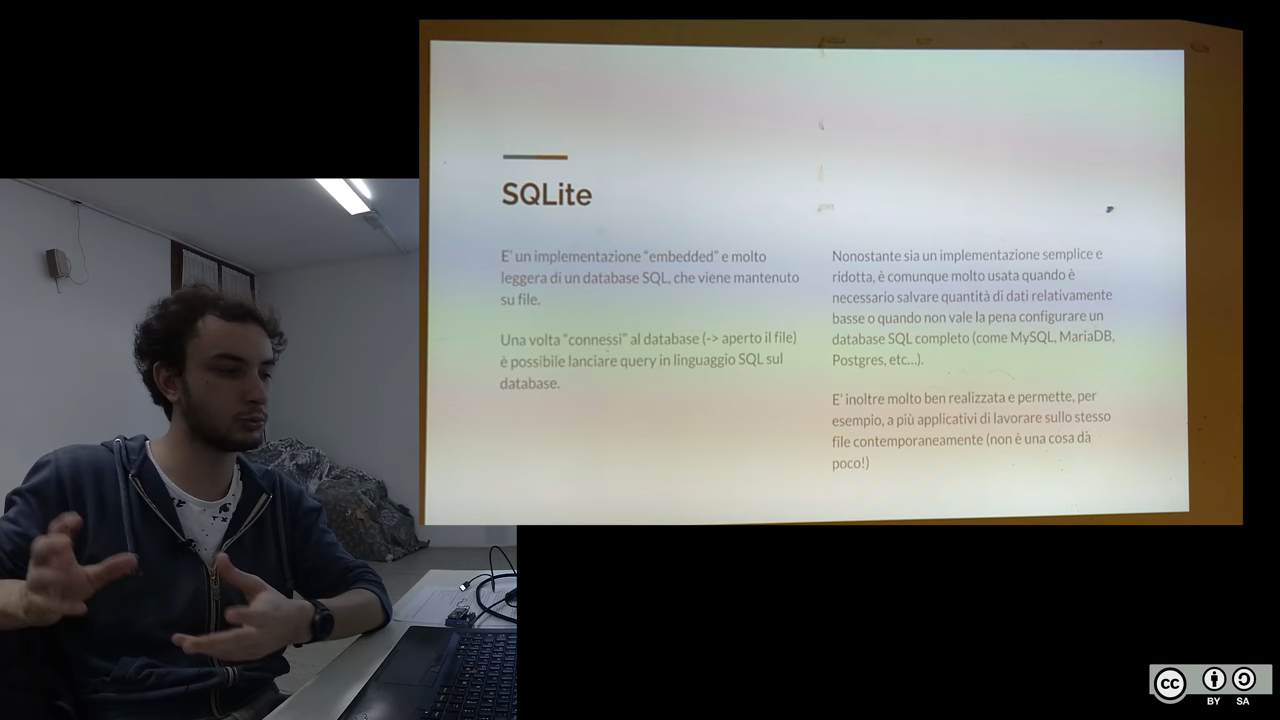 SQLite
E' un implementazione "embedded" e molto
leggera di un database SQL, che viene mantenuto
su file.
Una volta "connessi" al database (-> aperto il file)
è possibile lanciare query in linguaggio SQL sul
database.
Nonostante sia un implementazione semplice e
ridotta, è comunque molto usata quando è
necessario salvare quantità di dati relativamente
basse o quando non vale la pena configurare un
database SQL completo (come MySQL, MariaDB,
Postgres, etc...).
E' inoltre molto ben realizzata e permette, per
esempio, a più applicativi di lavorare sullo stesso
file contemporaneamente (non è una cosa da
poco!)
cc
BY SA